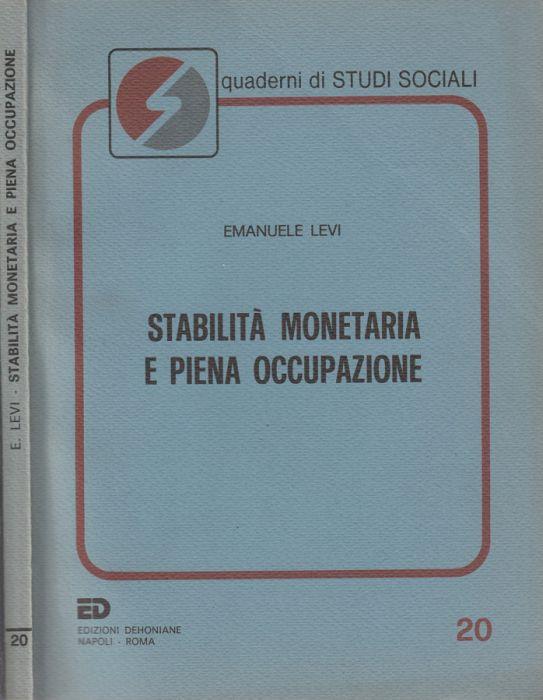 E. LEVI - STABILITÀ MONETARIA E PIENA OCCUPAZIONE
20
quaderni di STUDI SOCIALI
EMANUELE LEVI
STABILITÀ MONETARIA
E PIENA OCCUPAZIONE
ED
EDIZIONI DEHONIANE
NAPOLI - ROMA
20